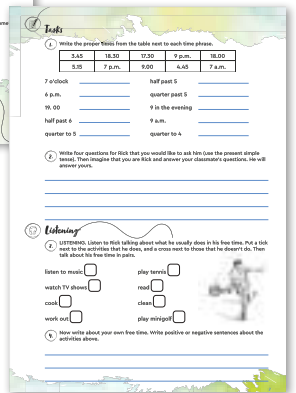 Tasks
1. Write the proper times from the table next to each time phrase.
3.45 18.30 17.30 9 p.m. 18.00
5.15 7 p.m. 9.00 4.45 7 a.m.
7 o'clock half past 5
6 p.m. quarter past 5
19. 00 9 in the evening
half past 6 9 a.m.
quarter to 5 quarter to 4
2. Write four questions for Rick that you would like to ask him (use the present simple
tense). Then imagine that you are Rick and answer your classmate's questions. He will
answer yours.
Listening
3. LISTENING. Listen to Rick talking about what he usually does in his free time. Put a tick
next to the activities that he does, and a cross next to those that he doesn't do. Then
talk about his free time in pairs.
listen to music play tennis
watch TV shows read
cook clean
work out play minigolf
4. Now write about your own free time. Write positive or negative sentences about the
activities above.